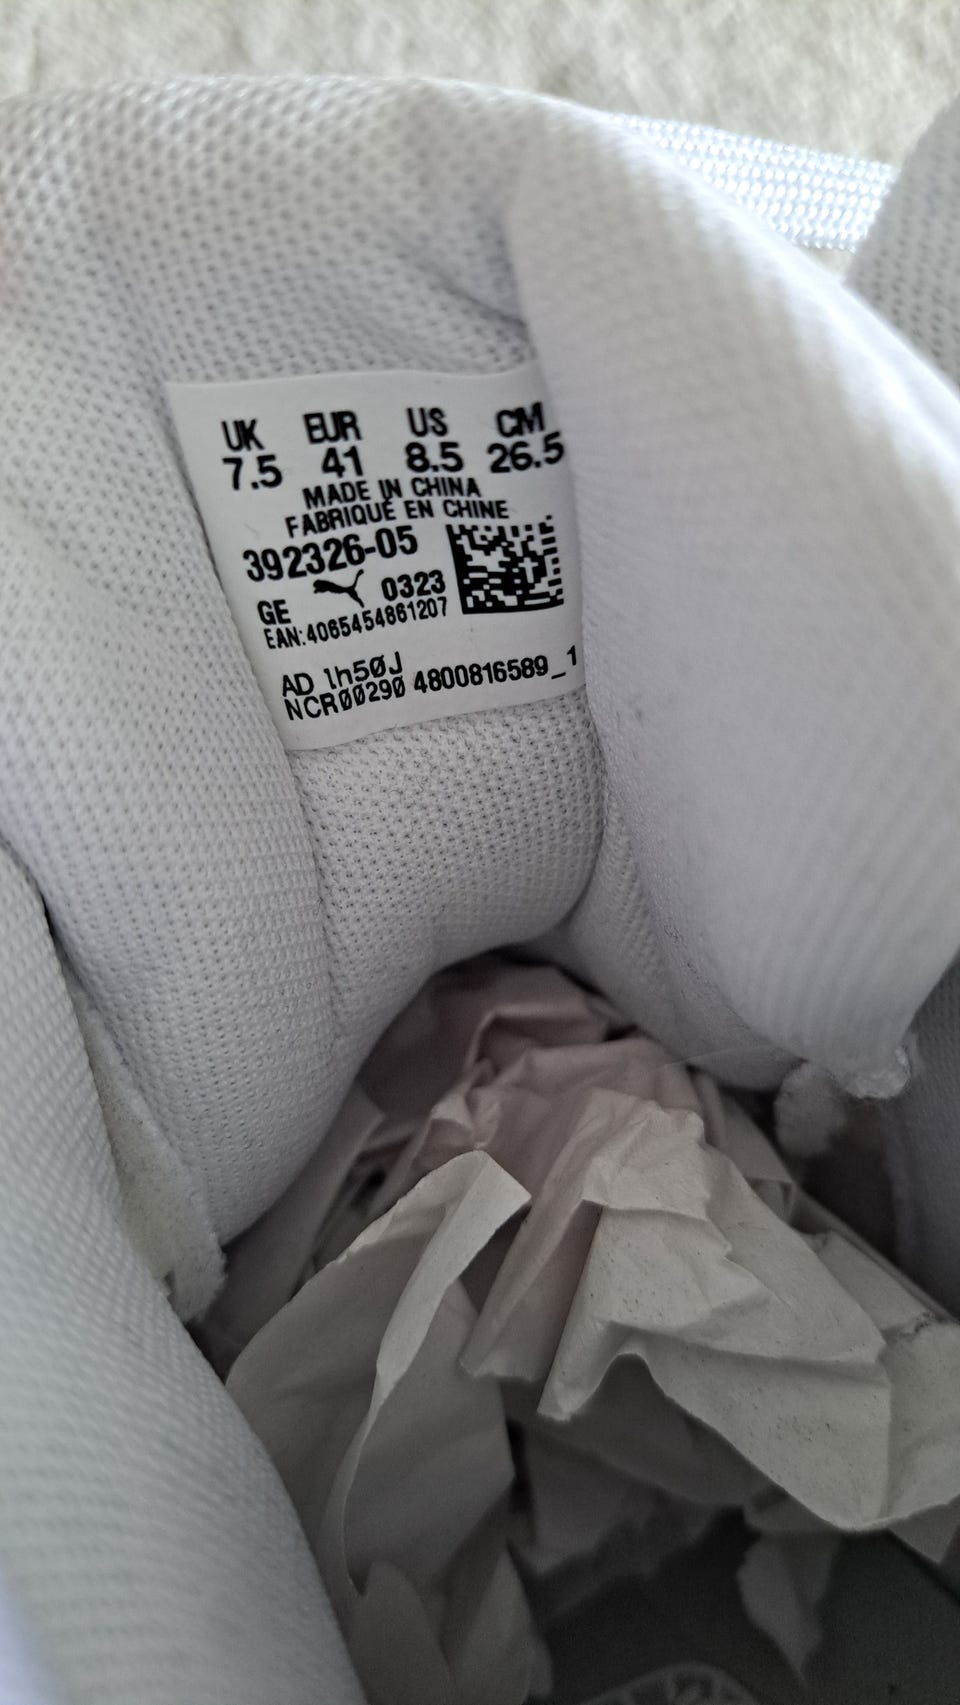 UK EUR US CM
7.5 41 8.5 26.5
MADE IN CHINA
FABRIQUÉ EN CHINE
392326-05
GE 0323
EAN:4065454861207
AD 1h50J
NCR00290 4800816589_1